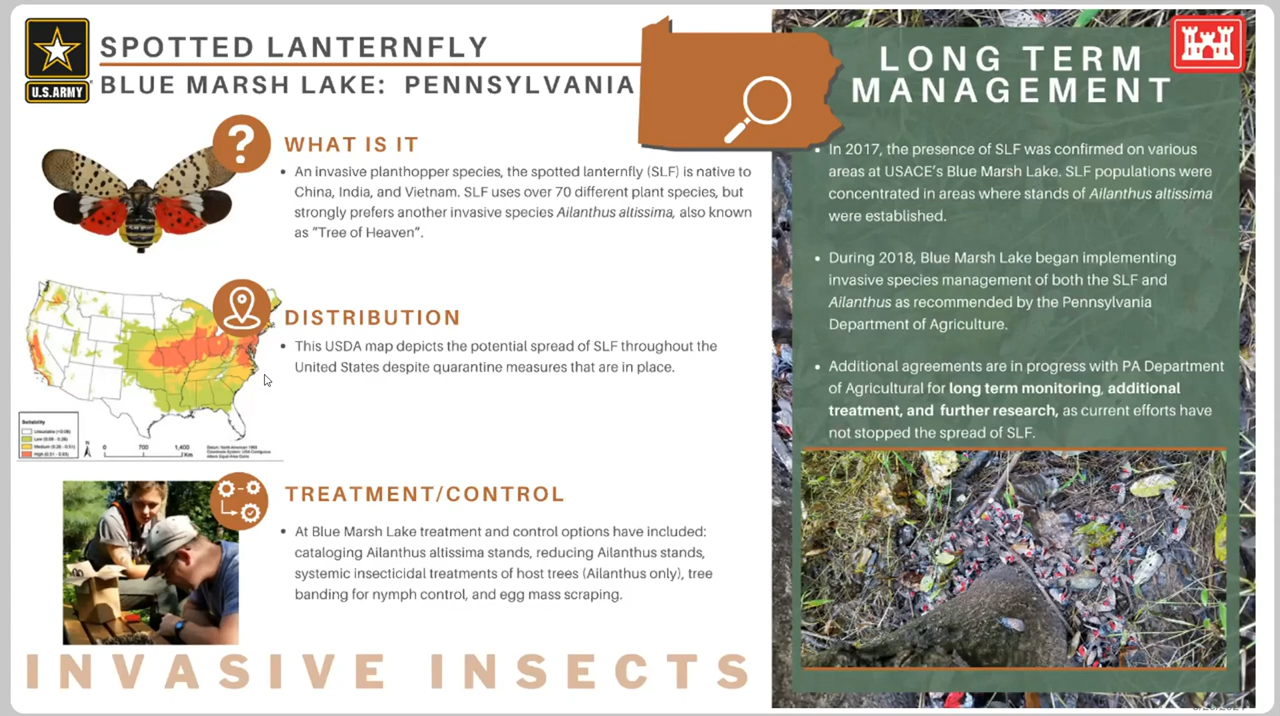 U.S.ARMY
SPOTTED LANTERNFLY
BLUE MARSH LAKE: PENNSYLVANIA
?
WHAT IS IT
• An invasive planthopper species, the spotted lanternfly (SLF) is native to
China, India, and Vietnam. SLF uses over 70 different plant species, but
strongly prefers another invasive species Ailanthus altissima, also known
as "Tree of Heaven".
DISTRIBUTION
• This USDA map depicts the potential spread of SLF throughout the
United States despite quarantine measures that are in place.
Suitability
N
0 700 1,400
Km
TREATMENT/CONTROL
• At Blue Marsh Lake treatment and control options have included:
cataloging Ailanthus altissima stands, reducing Ailanthus stands,
systemic insecticidal treatments of host trees (Ailanthus only), tree
banding for nymph control, and egg mass scraping.
INVASIVE INSECTS
LONG TERM
MANAGEMENT
• In 2017, the presence of SLF was confirmed on various
areas at USACE's Blue Marsh Lake. SLF populations were
concentrated in areas where stands of Ailanthus altissima
were established.
• During 2018, Blue Marsh Lake began implementing
invasive species management of both the SLF and
Ailanthus as recommended by the Pennsylvania
Department of Agriculture.
• Additional agreements are in progress with PA Department
of Agricultural for long term monitoring, additional
treatment, and further research, as current efforts have
not stopped the spread of SLF.